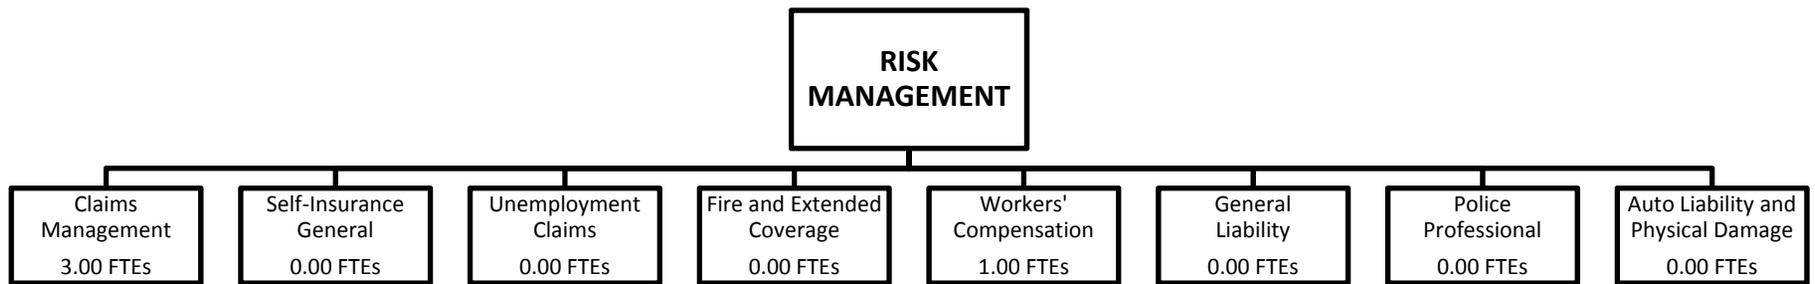 RISK
MANAGEMENT
Claims
Management
3.00 FTEs
Self-Insurance
General
0.00 FTEs
Unemployment
Claims
0.00 FTEs
Fire and Extended
Coverage
0.00 FTEs
Workers'
Compensation
1.00 FTEs
General
Liability
0.00 FTEs
Police
Professional
0.00 FTEs
Auto Liability and
Physical Damage
0.00 FTEs